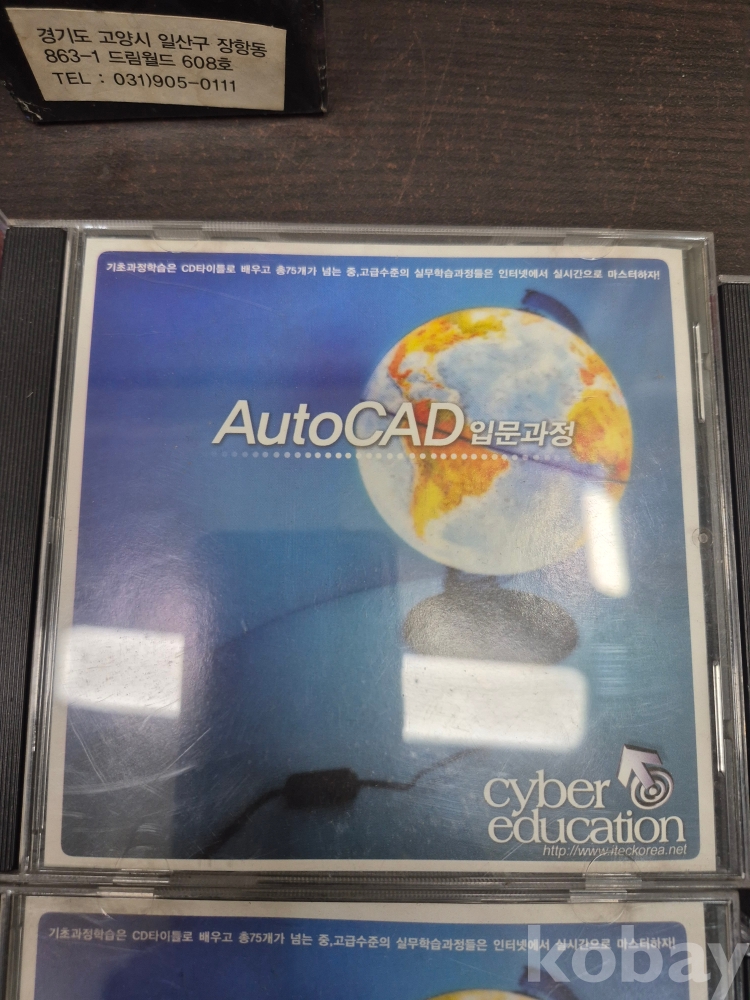 경기도 고양시 일산구 장항동
863-1 드림월드 608호
TEL : 031)905-0111
기초과정학습은 CD타이틀로 배우고 총75개가 넘는 중,고급수준의 실무학습과정들은 인터넷에서 실시간으로 마스터하자!
AutoCAD 입문과정
cyber
education
http://www.iteckorea.net
기초과정학습은 CD타이틀로 배우고 총75개가 넘는 중,고급수준의 실무학습과정들은 인터넷에서 실시간으로 마스터하자!
kobay